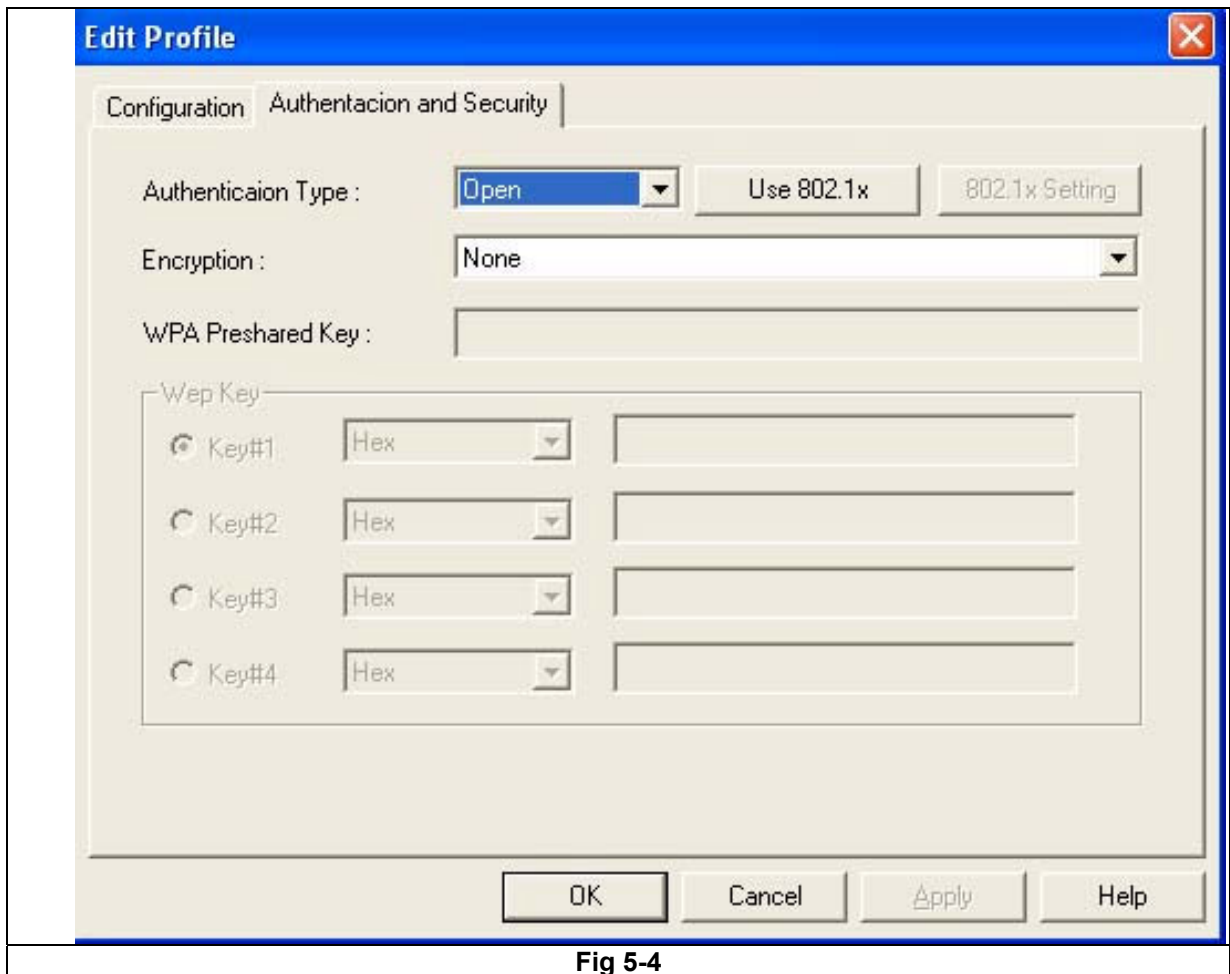 Edit Profile
Configuration
Authentacion and Security
Authenticaion Type :
Open
Use 802.1x
802.1x Setting
Encryption :
None
WPA Preshared Key :
Wep Key
Key#1
Hex
Key#2
Hex
Key#3
Hex
Key#4
Hex
OK
Cancel
Apply
Help
Fig 5-4